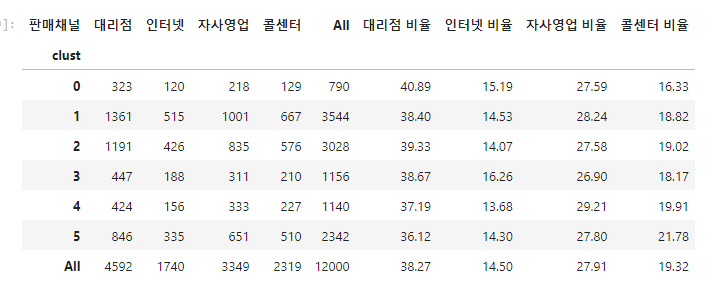 ]: 판매채널 대리점 인터넷 자사영업 콜센터 All 대리점 비율 인터넷 비율 자사영업 비율 콜센터 비율
clust
0 323 120 218 129 790 40.89 15.19 27.59 16.33
1 1361 515 1001 667 3544 38.40 14.53 28.24 18.82
2 1191 426 835 576 3028 39.33 14.07 27.58 19.02
3 447 188 311 210 1156 38.67 16.26 26.90 18.17
4 424 156 333 227 1140 37.19 13.68 29.21 19.91
5 846 335 651 510 2342 36.12 14.30 27.80 21.78
All 4592 1740 3349 2319 12000 38.27 14.50 27.91 19.32